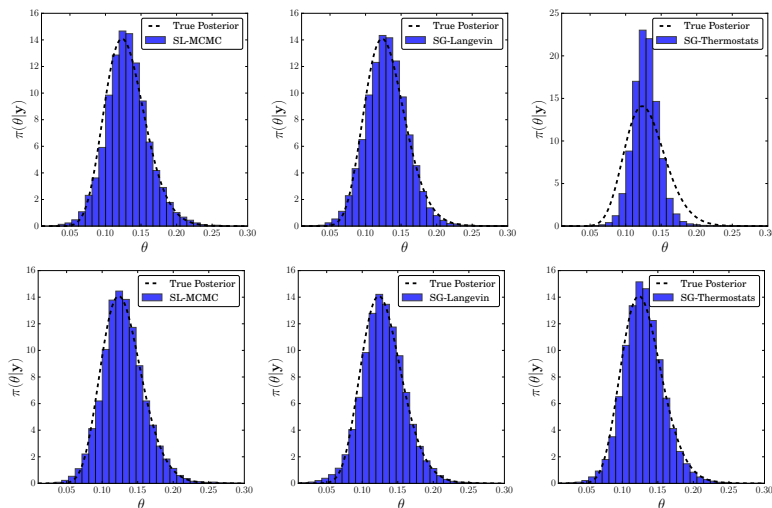 16
14
12
10
8
6
4
2
0
π(θ|y)
0.05 0.10 0.15 0.20 0.25 0.30
θ
True Posterior
SL-MCMC
16
14
12
10
8
6
4
2
0
π(θ|y)
0.05 0.10 0.15 0.20 0.25 0.30
θ
True Posterior
SG-Langevin
25
20
15
10
5
0
π(θ|y)
0.05 0.10 0.15 0.20 0.25 0.30
θ
True Posterior
SG-Thermostats
16
14
12
10
8
6
4
2
0
π(θ|y)
0.05 0.10 0.15 0.20 0.25 0.30
θ
True Posterior
SL-MCMC
16
14
12
10
8
6
4
2
0
π(θ|y)
0.05 0.10 0.15 0.20 0.25 0.30
θ
True Posterior
SG-Langevin
16
14
12
10
8
6
4
2
0
π(θ|y)
0.05 0.10 0.15 0.20 0.25 0.30
θ
True Posterior
SG-Thermostats